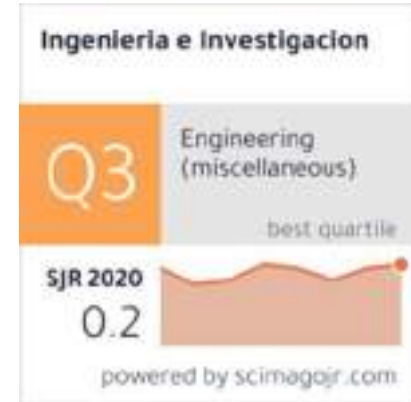 Ingenieria e Investigacion
Q3
Engineering
(miscellaneous)
best quartile
SJR 2020
0.2
powered by scimagojr.com